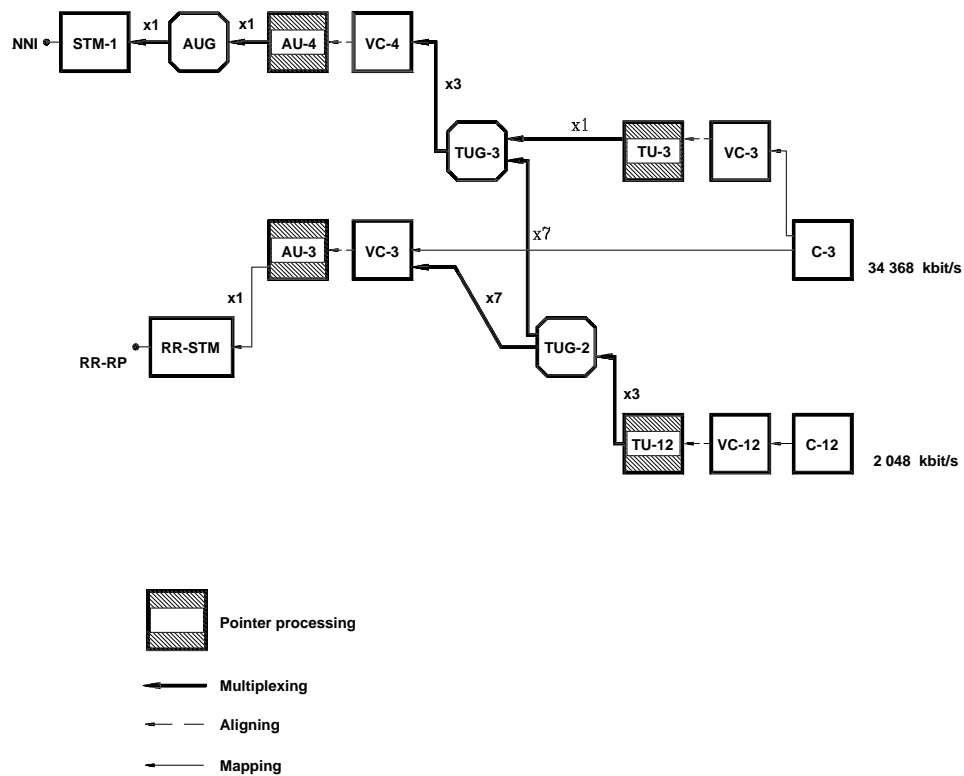 x1 x1
NNI STM-1 AUG AU-4 VC-4
x3
x1
TUG-3 TU-3 VC-3
x7
AU-3 VC-3 C-3
34 368 kbit/s
x1 x7
RR-STM TUG-2
RR-RP
x3
TU-12 VC-12 C-12
2 048 kbit/s
Pointer processing
Multiplexing
Aligning
Mapping